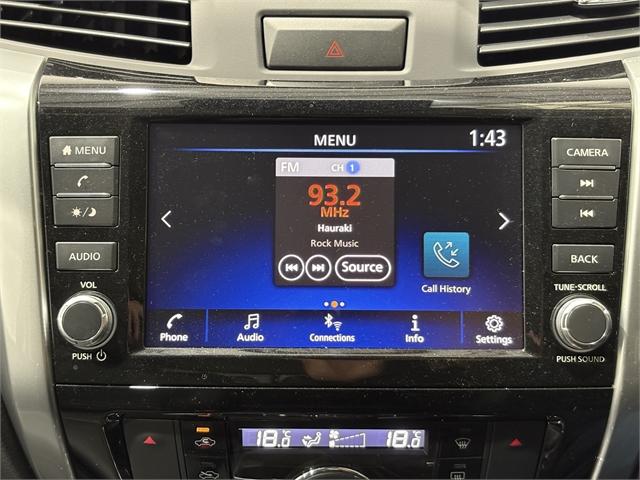 MENU 1:43
MENU
CAMERA
FM CH 1
93.2
MHz
Hauraki
Rock Music
Source
Call History
AUDIO
BACK
VOL
PUSH
TUNE·SCROLL
PUSH SOUND
Phone Audio Connections Info Settings
18.0°C 18.0°C